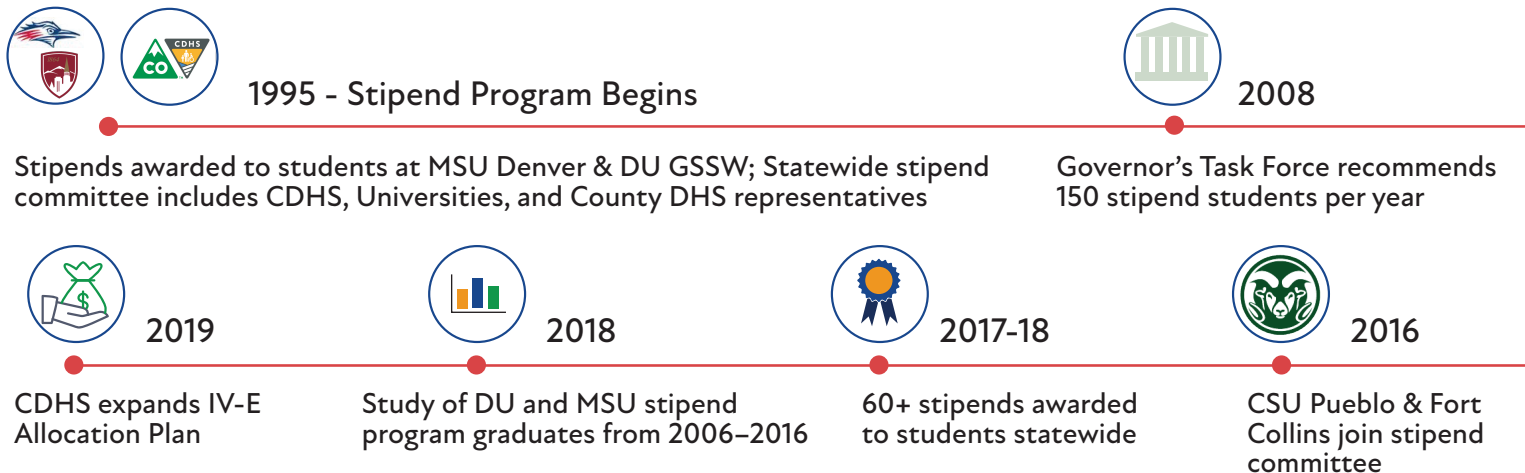 CDHS
CO
1995 - Stipend Program Begins
2008
Stipends awarded to students at MSU Denver & DU GSSW; Statewide stipend
committee includes CDHS, Universities, and County DHS representatives
Governor's Task Force recommends
150 stipend students per year
$
2019
2018
2017-18
2016
CDHS expands IV-E
Allocation Plan
Study of DU and MSU stipend
program graduates from 2006–2016
60+ stipends awarded
to students statewide
CSU Pueblo & Fort
Collins join stipend
committee